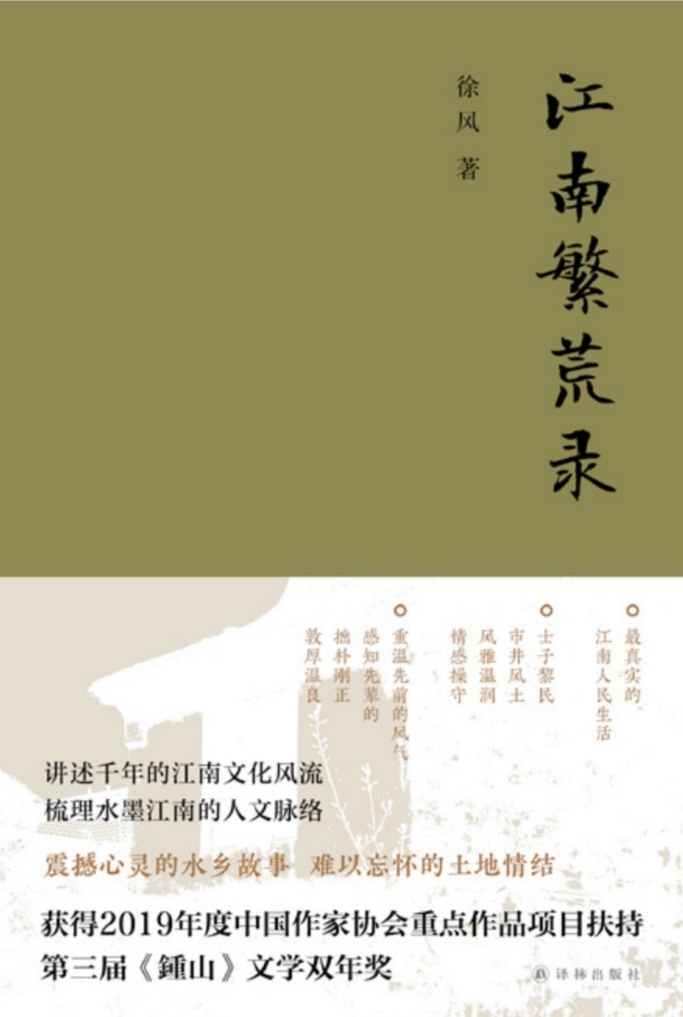 江南繁荒录
徐风 著
最真实的
江南人民生活
士子黎民
市井风土
风雅温润
情感操守
重温先前的风气
感知先辈的
拙朴刚正
敦厚温良
讲述千年的江南文化风流
梳理水墨江南的人文脉络
震撼心灵的水乡故事 难以忘怀的土地情结
获得2019年度中国作家协会重点作品项目扶持
第三届《鍾山》文学双年奖
译林出版社